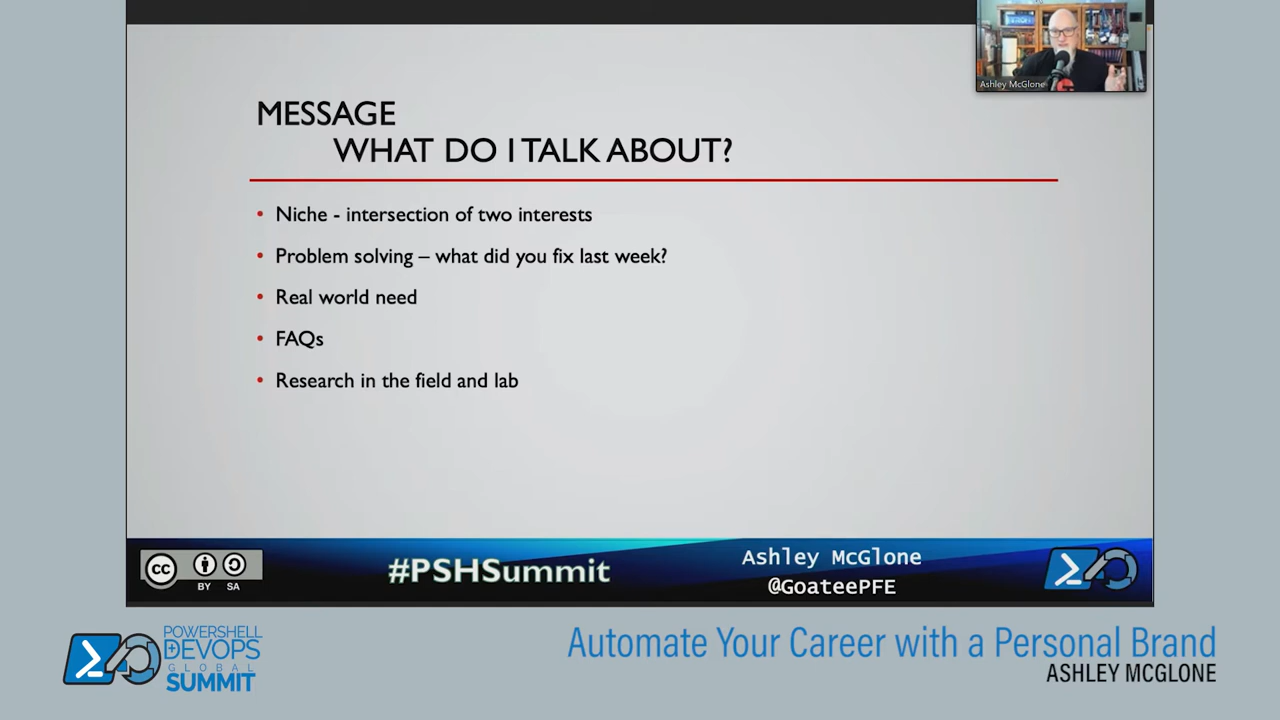 Ashley McGlone
MESSAGE
WHAT DO I TALK ABOUT?
• Niche - intersection of two interests
• Problem solving – what did you fix last week?
• Real world need
• FAQs
• Research in the field and lab
cc
BY SA
#PSHSummit
Ashley McGlone
@GoateePFE
POWERSHELL
DEVOPS
GLOBAL
SUMMIT
Automate Your Career with a Personal Brand
ASHLEY MCGLONE